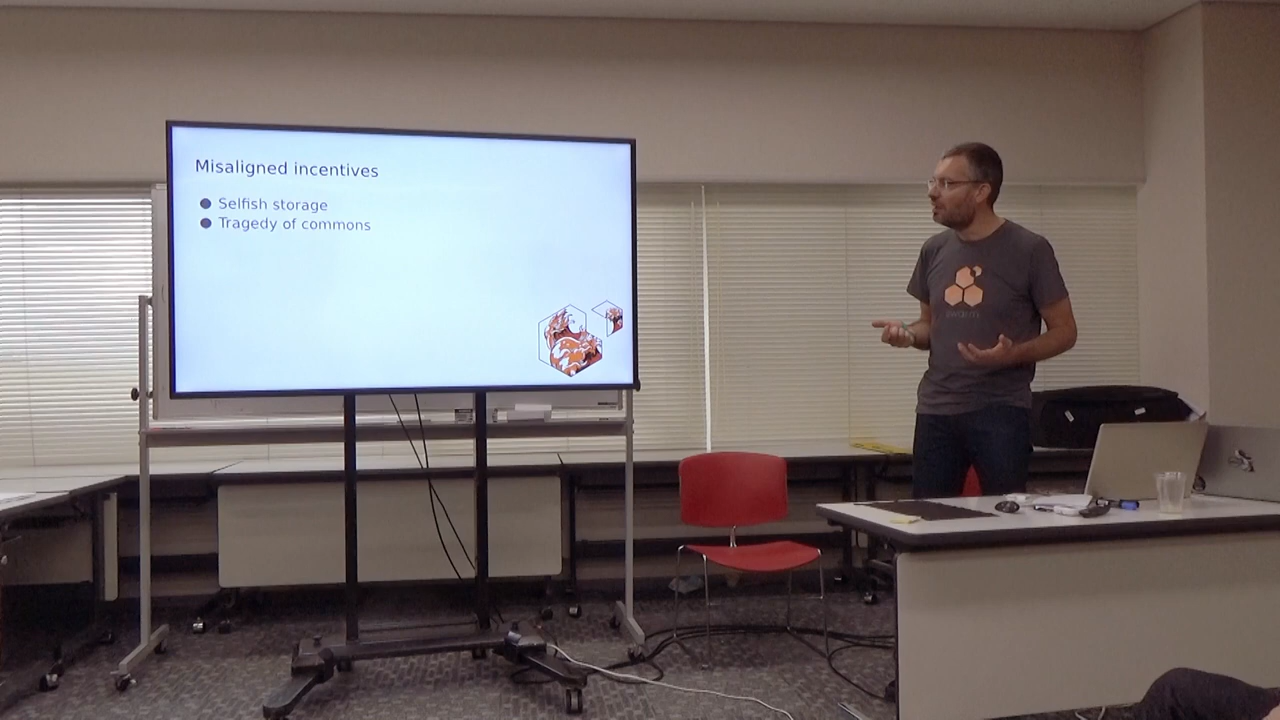 Misaligned incentives
● Selfish storage
● Tragedy of commons
swarm